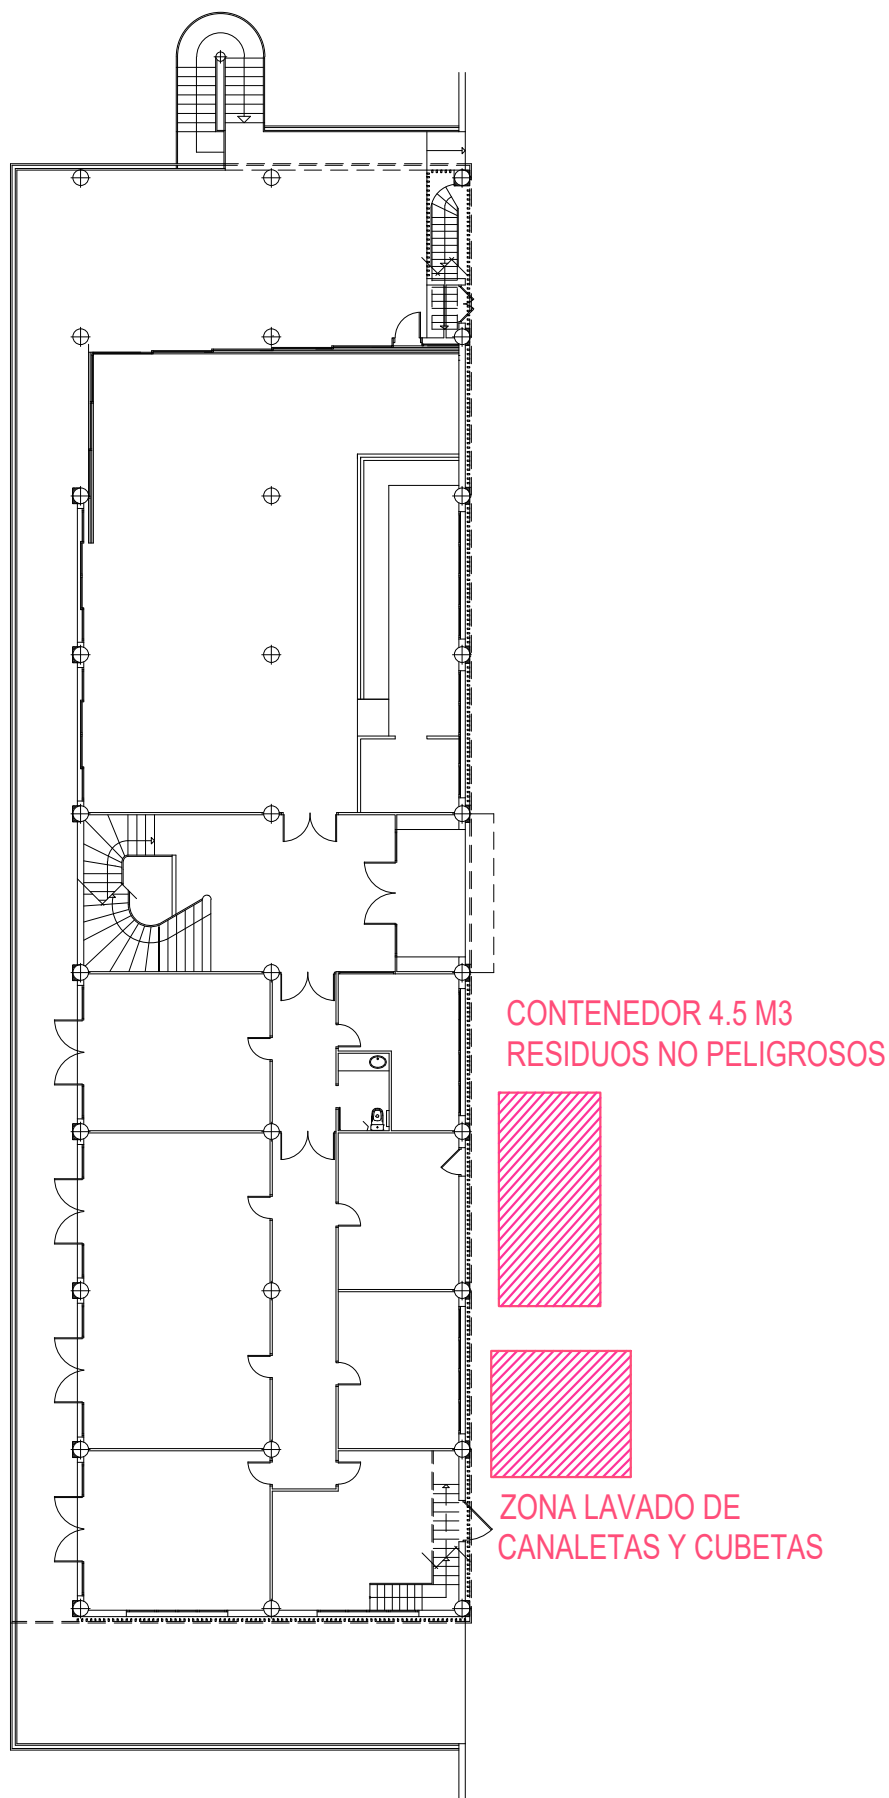 CONTENEDOR 4.5 M3
RESIDUOS NO PELIGROSOS
ZONA LAVADO DE
CANALETAS Y CUBETAS